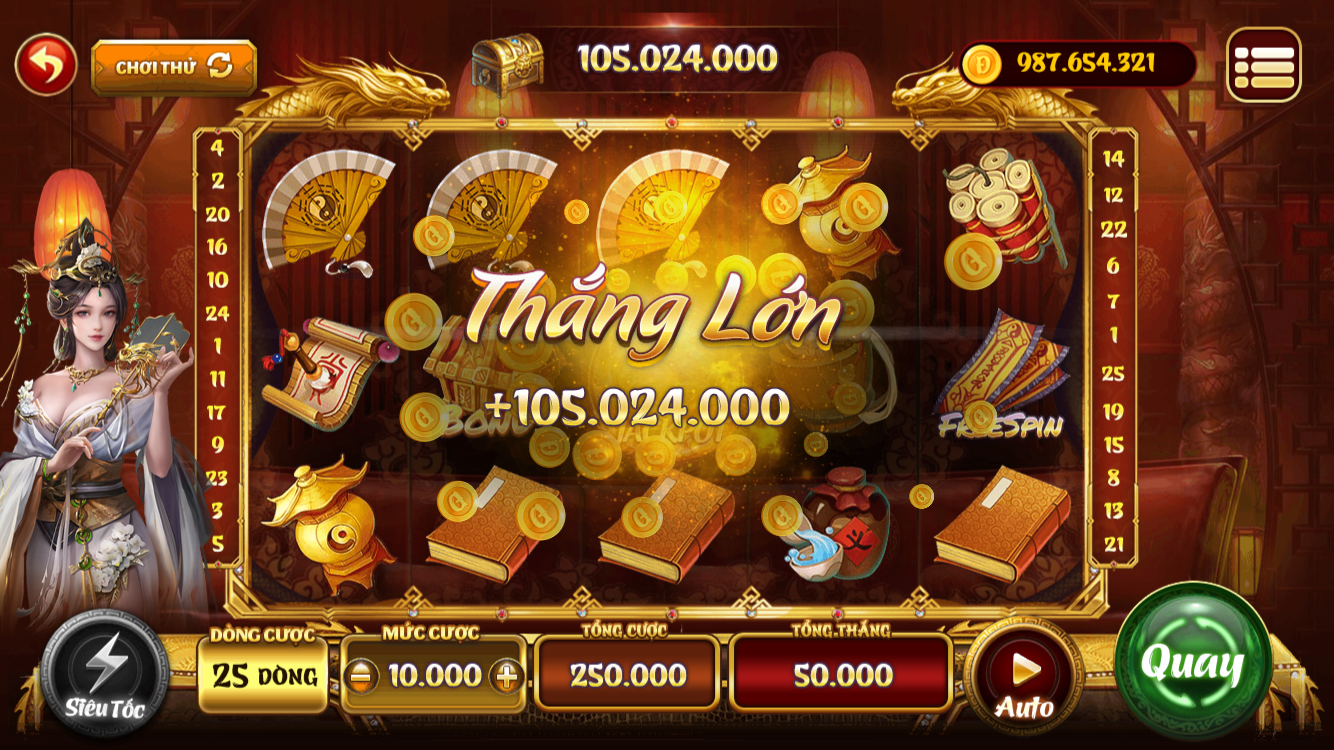 CHƠI THỬ
105.024.000
987.654.321
4
2
20
16
10
24
1
11
17
9
23
3
5
14
12
22
6
7
1
25
19
15
8
13
21
Thắng Lớn
+105.024.000
BONUS
JACKPOT
FREESPIN
Siêu Tốc
DÒNG CƯỢC
25 DÒNG
MỨC CƯỢC
10.000
TỔNG CƯỢC
250.000
TỔNG THẮNG
50.000
Auto
Quay